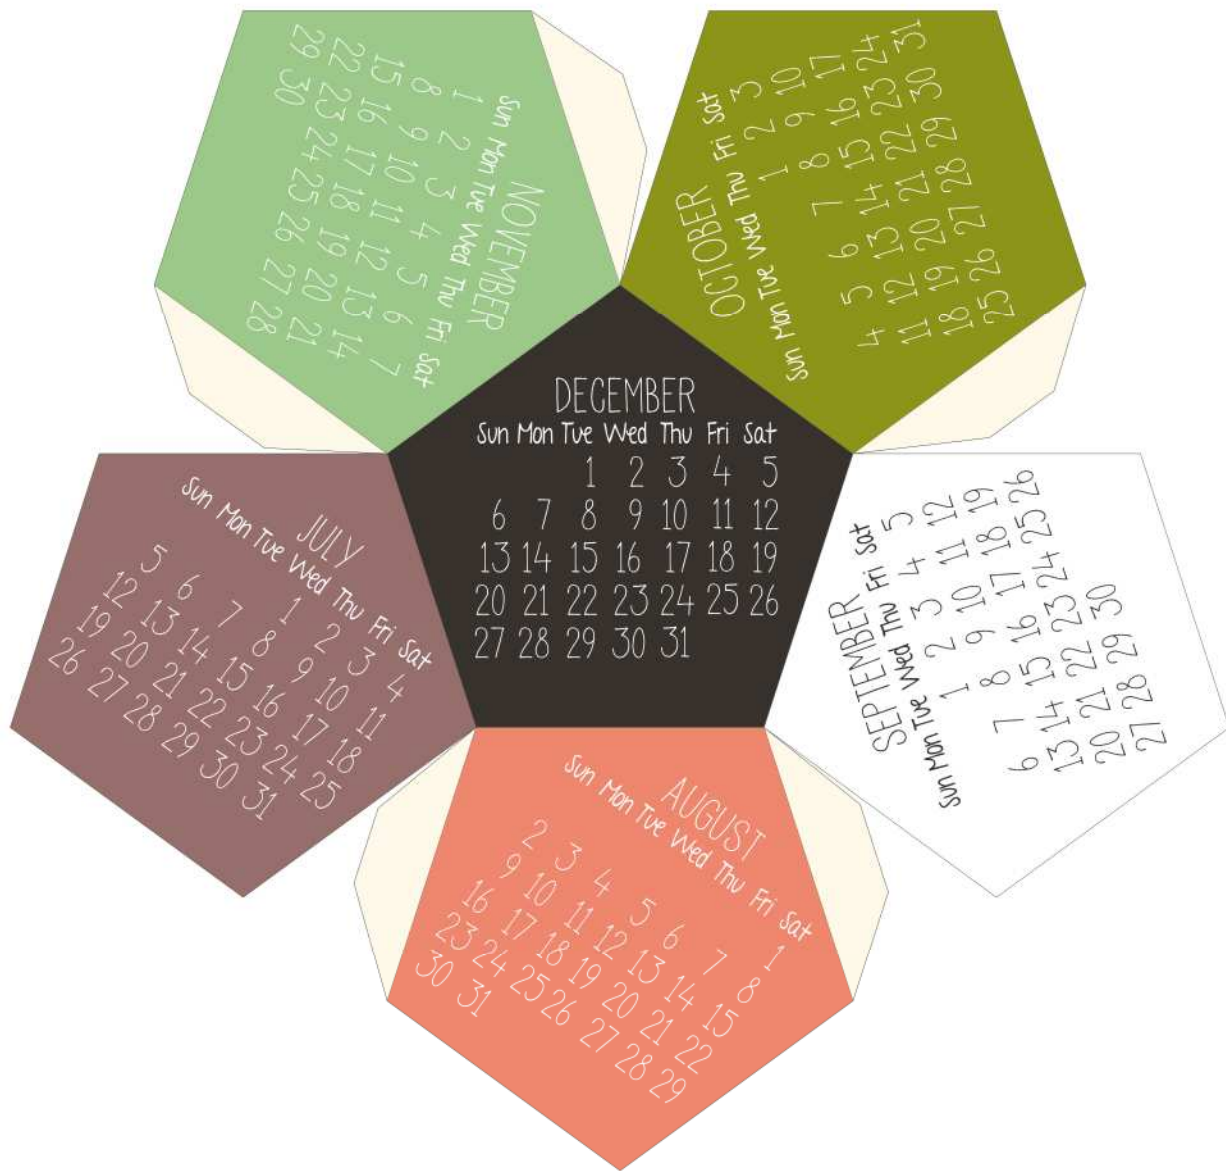 NOVEMBER
Sun Mon Tue Wed Thu Fri Sat
1 2 3 4 5 6 7
8 9 10 11 12 13 14
15 16 17 18 19 20 21
22 23 24 25 26 27 28
29 30
OCTOBER
Sun Mon Tue Wed Thu Fri Sat
1 2 3
4 5 6 7 8 9 10
11 12 13 14 15 16 17
18 19 20 21 22 23 24
25 26 27 28 29 30 31
DECEMBER
Sun Mon Tue Wed Thu Fri Sat
1 2 3 4 5
6 7 8 9 10 11 12
13 14 15 16 17 18 19
20 21 22 23 24 25 26
27 28 29 30 31
JULY
Sun Mon Tue Wed Thu Fri Sat
1 2 3 4
5 6 7 8 9 10 11
12 13 14 15 16 17 18
19 20 21 22 23 24 25
26 27 28 29 30 31
SEPTEMBER
Sun Mon Tue Wed Thu Fri Sat
1 2 3 4 5
6 7 8 9 10 11 12
13 14 15 16 17 18 19
20 21 22 23 24 25 26
27 28 29 30
AUGUST
Sun Mon Tue Wed Thu Fri Sat
1
2 3 4 5 6 7 8
9 10 11 12 13 14 15
16 17 18 19 20 21 22
23 24 25 26 27 28 29
30 31